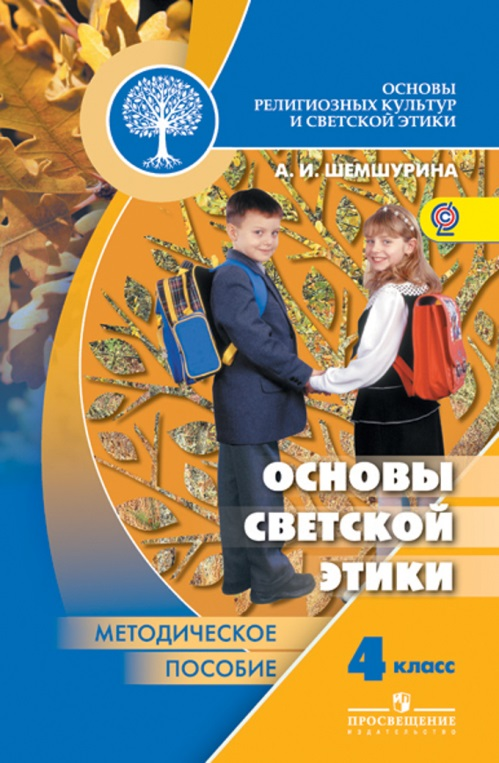 ОСНОВЫ
РЕЛИГИОЗНЫХ КУЛЬТУР
И СВЕТСКОЙ ЭТИКИ
А. И. ШЕМШУРИНА
ОСНОВЫ
СВЕТСКОЙ
ЭТИКИ
МЕТОДИЧЕСКОЕ
ПОСОБИЕ
4 класс
ПРОСВЕЩЕНИЕ
ИЗДАТЕЛЬСТВО